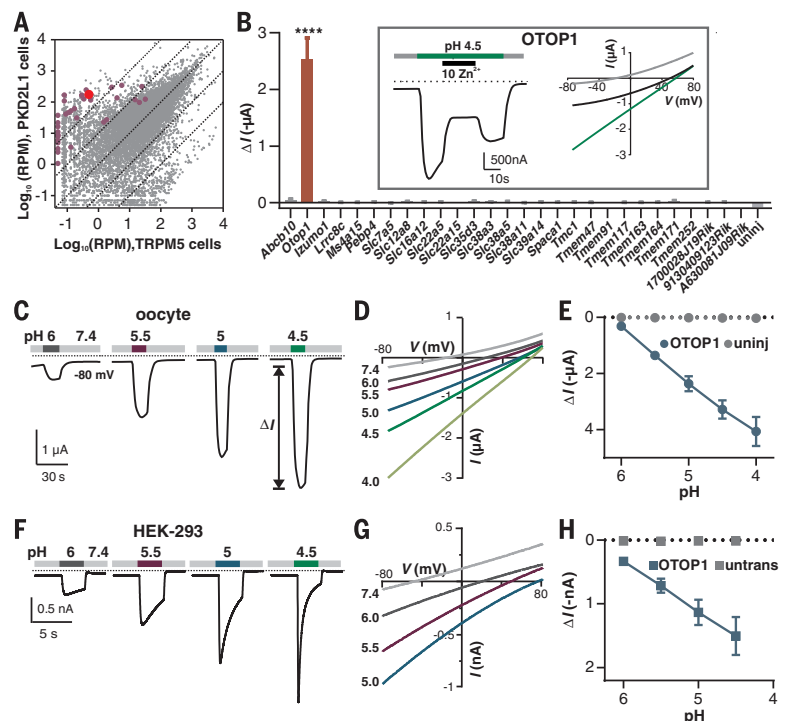 A
Log₁₀ (RPM), PKD2L1 cells
4
3
2
1
0
-1
-1 0 1 2 3 4
Log₁₀(RPM),TRPM5 cells
B
Δ I (-μA)
3
2
1
0
****
OTOP1
pH 4.5
10 Zn²⁺
500nA
10s
I (μA)
1
-80 -40 40 80
V (mV)
-1
-2
-3
Abcb10
Otop1
Izumo1
Lrrc8c
Ms4a15
Pebp4
Slc7a5
Slc12a8
Slc16a12
Slc22a5
Slc22a15
Slc35d3
Slc38a3
Slc38a5
Slc38a11
Slc39a14
Spaca1
Tmc1
Tmem47
Tmem91
Tmem117
Tmem163
Tmem164
Tmem171
Tmem252
1700028J19Rik
9130409123Rik
A630081J09Rik
uninj
C
oocyte
pH 6 7.4 5.5 5 4.5
-80 mV
ΔI
1 μA
30 s
D
1
-80
V (mV)
7.4
6.0
5.5
5.0
4.5
4.0
-1
-2
-3
I (μA)
E
Δ I (-μA)
0
2
4
OTOP1 uninj
6 5 4
pH
F
HEK-293
pH 6 7.4 5.5 5 4.5
0.5 nA
5 s
G
0.5
-80
V (mV)
80
7.4
6.0
5.5
5.0
-0.5
-1
I (nA)
H
Δ I (-nA)
0
1
2
OTOP1 untrans
6 5 4
pH